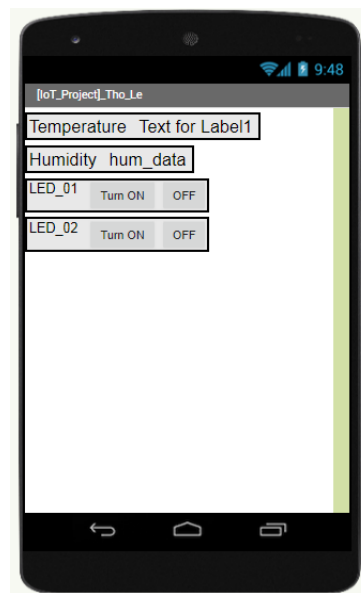 9:48
[IoT_Project]_Tho_Le
Temperature Text for Label1
Humidity hum_data
LED_01 Turn ON OFF
LED_02 Turn ON OFF